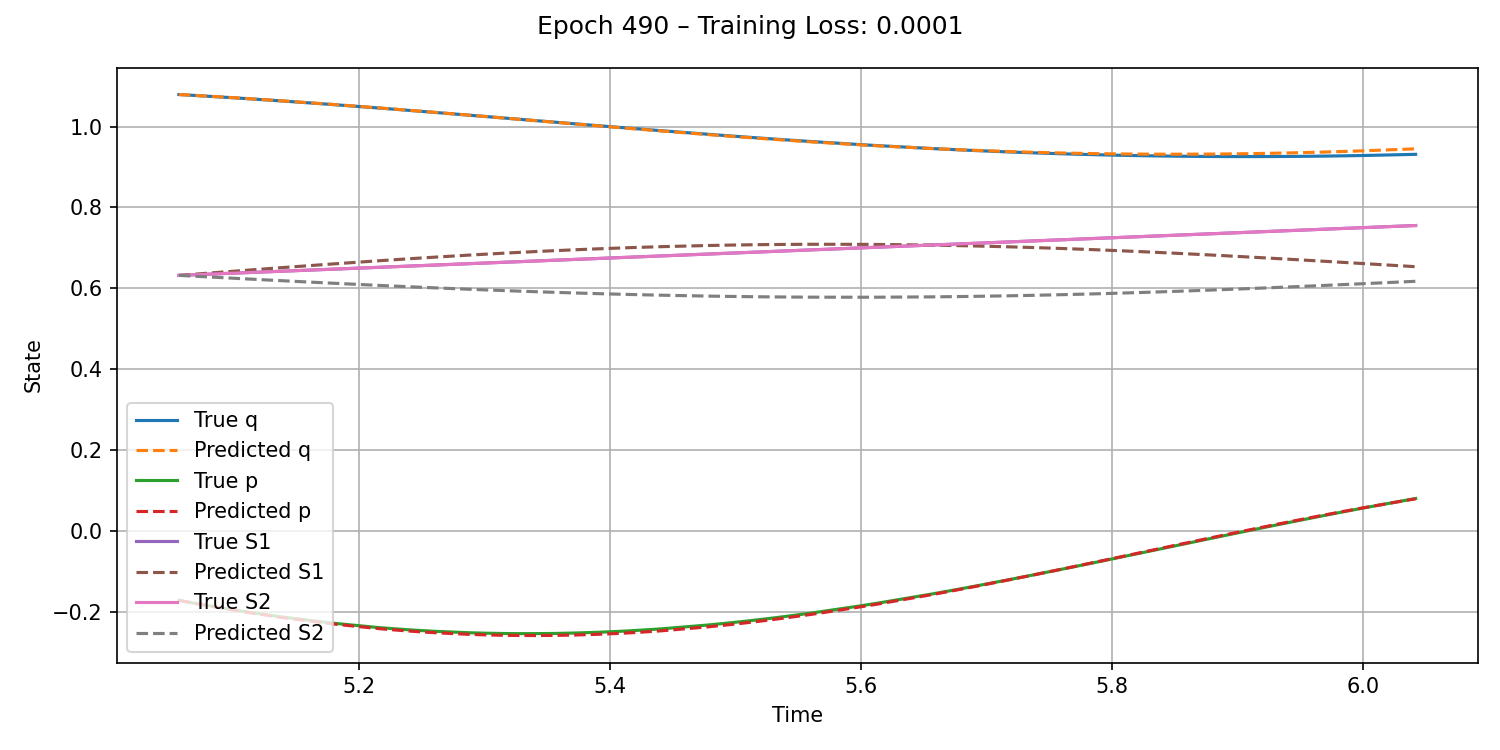 Epoch 490 – Training Loss: 0.0001
State
1.0
0.8
0.6
0.4
0.2
0.0
−0.2
True q
Predicted q
True p
Predicted p
True S1
Predicted S1
True S2
Predicted S2
5.2 5.4 5.6 5.8 6.0
Time